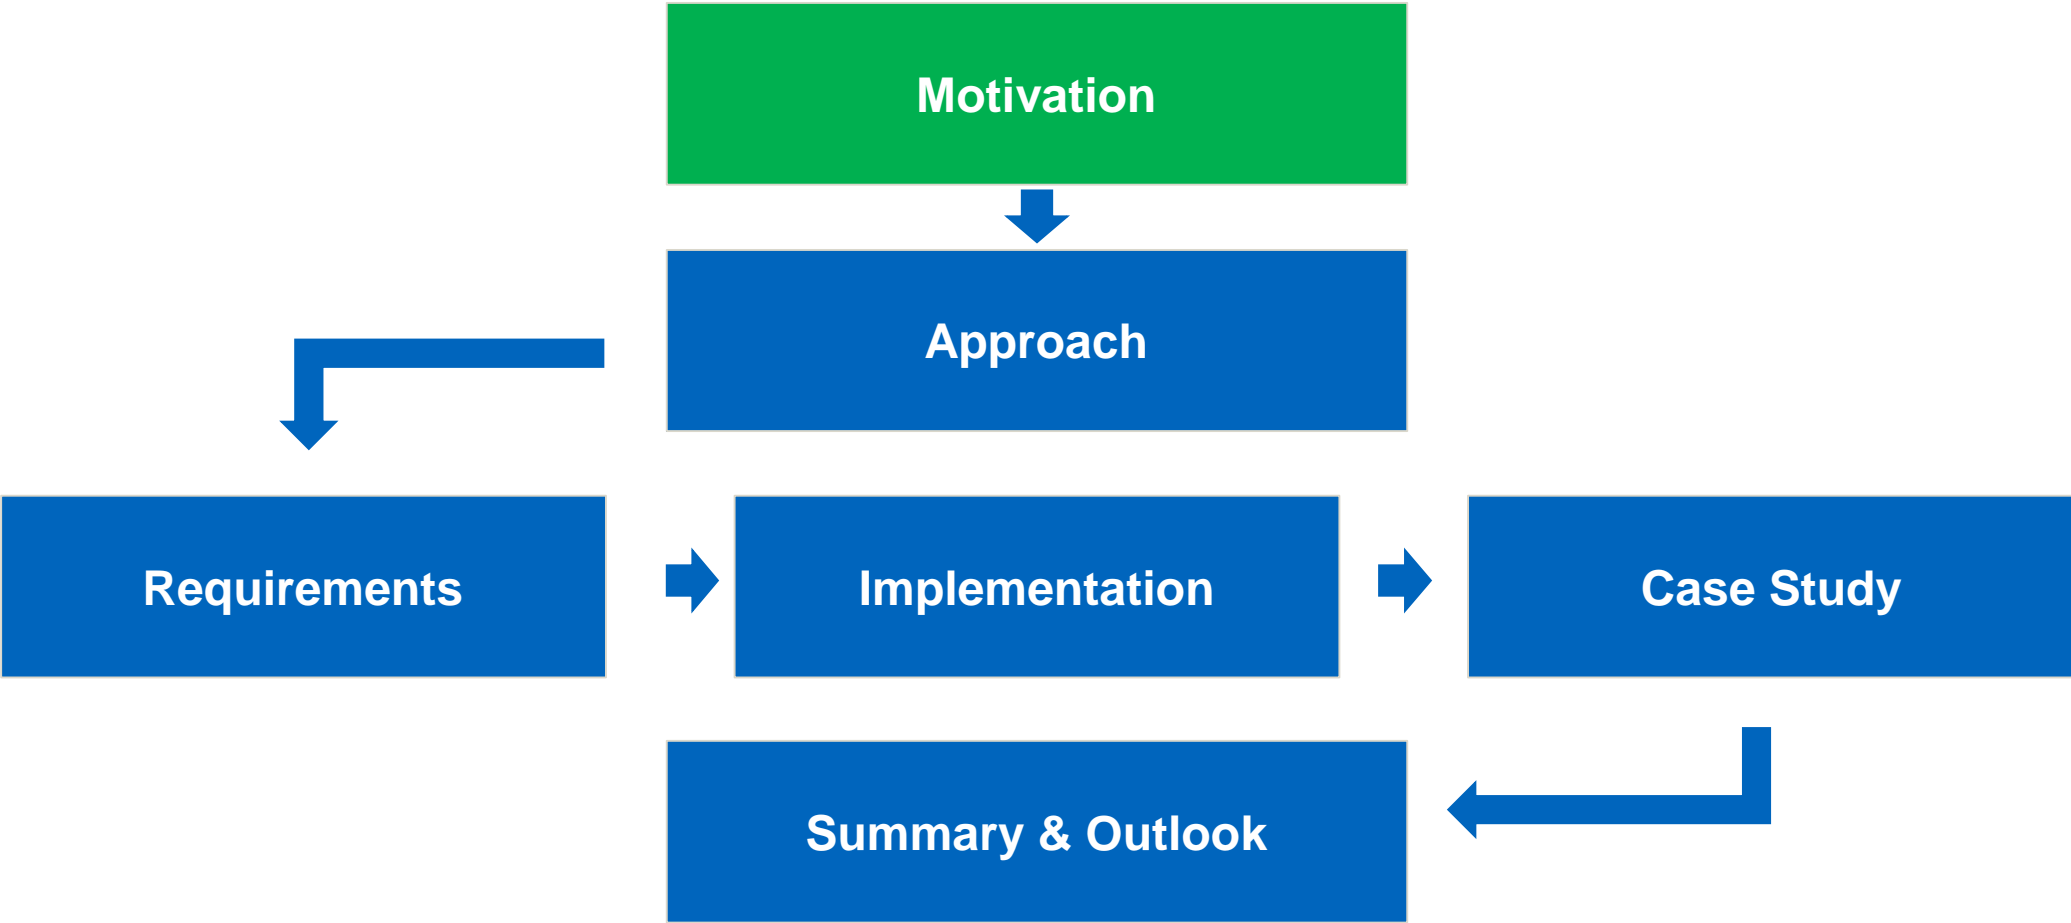 Motivation
Approach
Requirements
Implementation
Case Study
Summary & Outlook